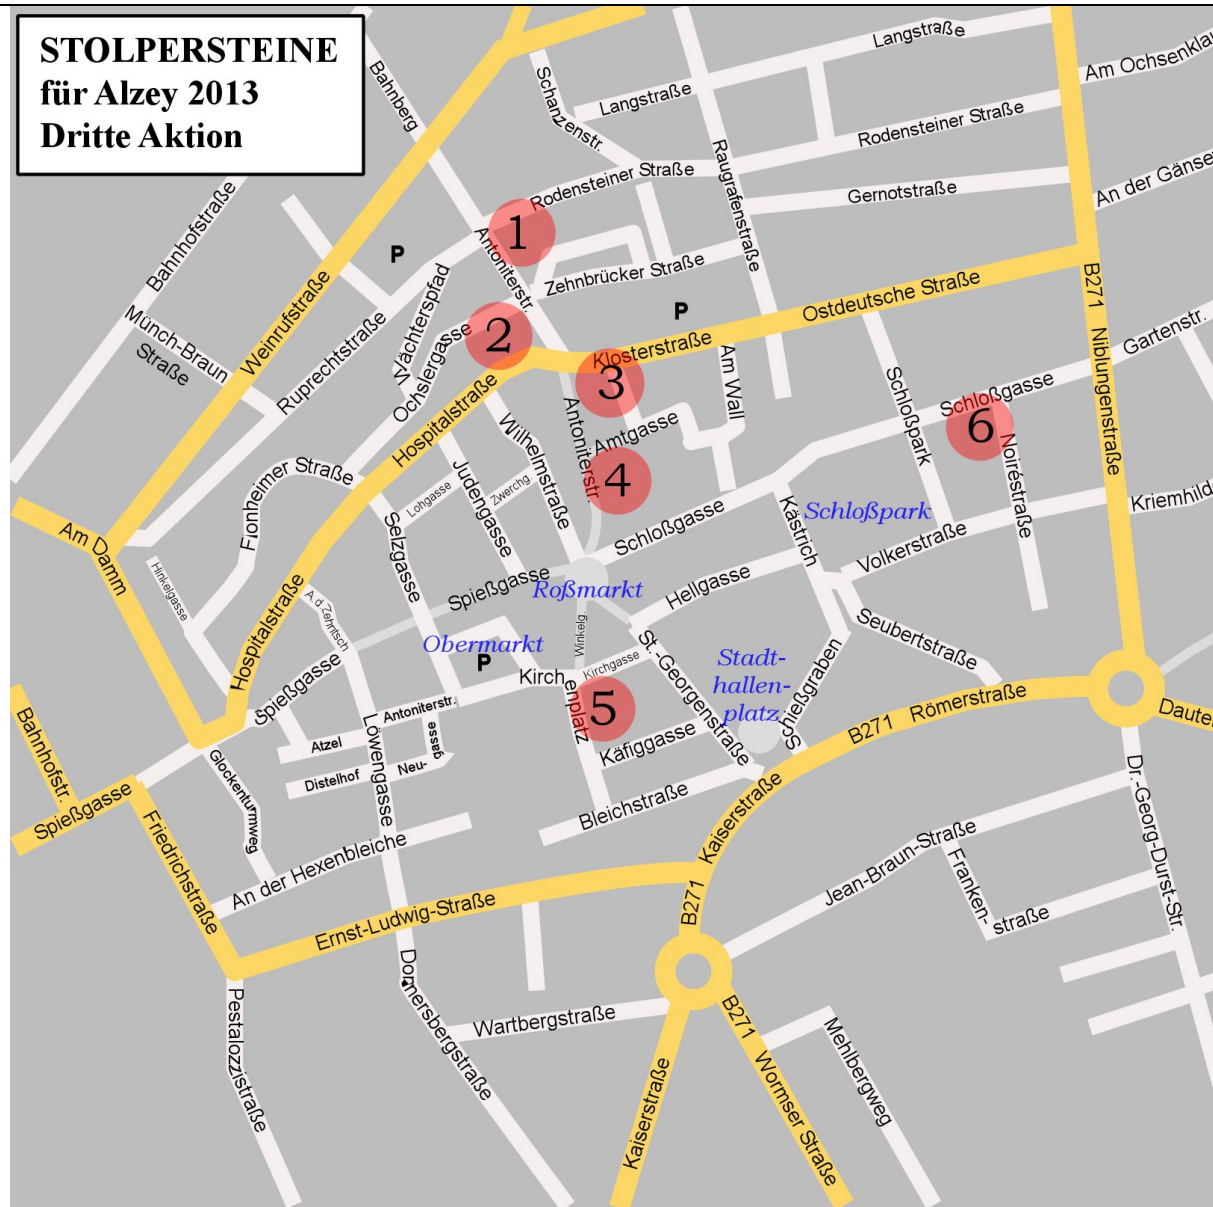 STOLPERSTEINE
für Alzey 2013
Dritte Aktion
Bahnberg
Schanzenstr.
Langstraße
Langstraße
Am Ochsenkla
Rodensteiner Straße
Rodensteiner Straße
Raugrafenstraße
Gernotstraße
An der Gänse
Bahnhofstraße
P
1
Antoniterstr.
Zehnbrücker Straße
P
Ostdeutsche Straße
B271 Niblungenstraße
Münch-Braun
Straße
Weinrufstraße
Ruprechtstraße
Wächterspfad
Ochslergasse
2
Klosterstraße
3
Am Wall
Gartenstr.
Schloßgasse
6
Schloßpark
Noiréstraße
Hospitalstraße
Wilhelmstraße
Antoniterstr.
Amtgasse
4
Flonheimer Straße
Lohgasse
Judengasse
Zwerchg.
Selzgasse
Schloßgasse
Kästrich
Schloßpark
Volkerstraße
Kriemhild
Am Damm
Hinkelgasse
Hospitalstraße
A.d Zehntsch
Spießgasse
Roßmarkt
Hellgasse
Winkelg.
Obermarkt
P
Kirchgasse
St.-Georgenstraße
Stadt-
hallen-
platz
Schießgraben
Seubertstraße
Kirchenplatz
5
Spießgasse
Antoniterstr.
Atzel
Neu-
gasse
Distelhof
Löwengasse
Käfiggasse
Bleichstraße
B271 Römerstraße
Dauten
Bahnhofstr.
Spießgasse
Glockenturmweg
Friedrichstraße
An der Hexenbleiche
Kaiserstraße
B271
Ernst-Ludwig-Straße
Jean-Braun-Straße
Franken-
straße
Dr.-Georg-Durst-Str.
Donnersbergstraße
Pestalozzistraße
Wartbergstraße
B271 Wormser Straße
Mehlbergweg
Kaiserstraße